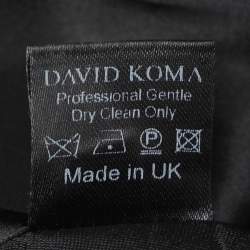 DAVID KOMA
Professional Gentle
Dry Clean Only
P
Made in UK